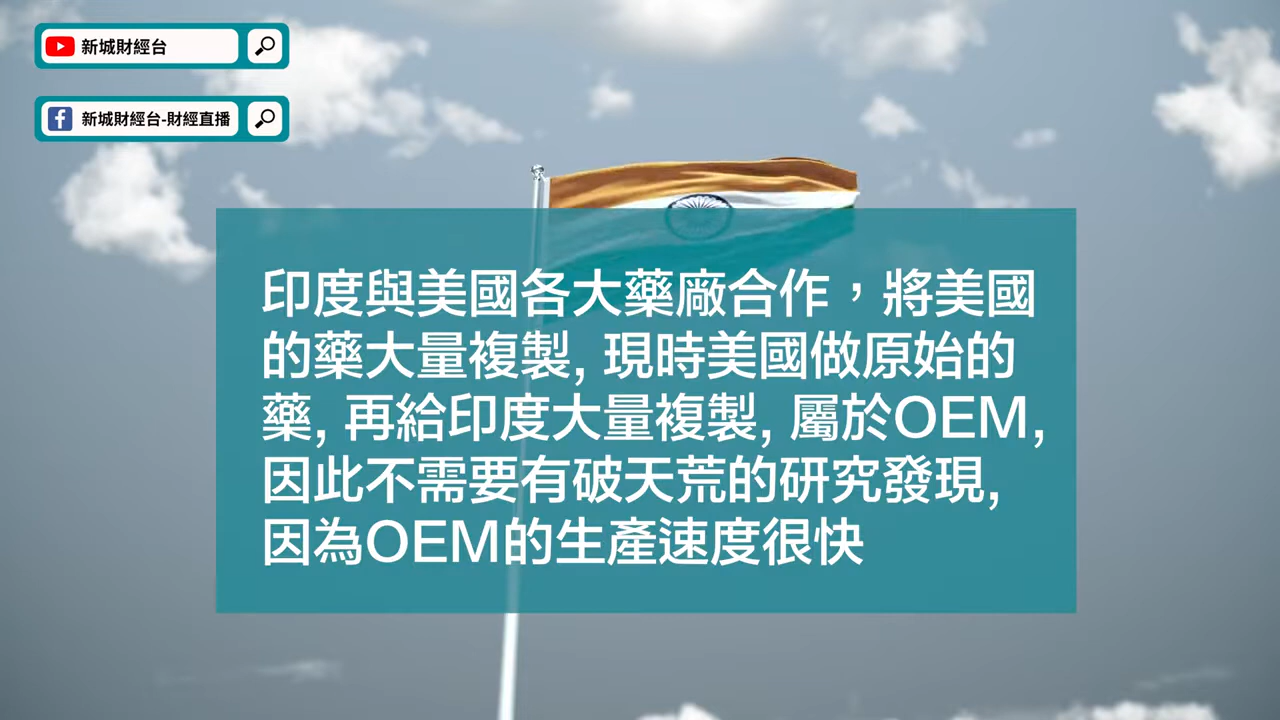 新城財經台
新城財經台-財經直播
印度與美國各大藥廠合作，將美國
的藥大量複製, 現時美國做原始的
藥, 再給印度大量複製, 屬於OEM,
因此不需要有破天荒的研究發現,
因為OEM的生產速度很快